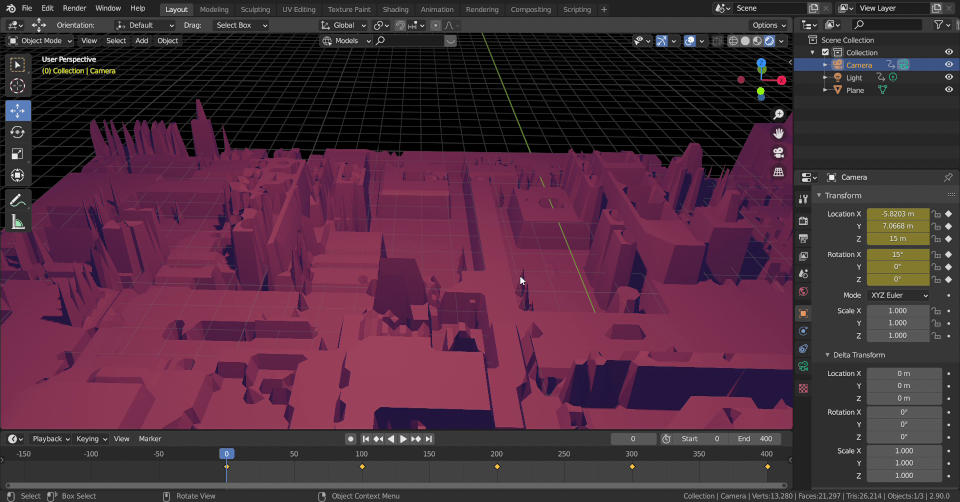 File Edit Render Window Help Layout Modeling Sculpting UV Editing Texture Paint Shading Animation Rendering Compositing Scripting + Scene View Layer
Orientation: Default Drag: Select Box Global Options
Object Mode View Select Add Object Models
User Perspective
(0) Collection | Camera
Scene Collection
Collection
Camera
Light
Plane
Camera
Transform
Location X -5.8203 m
Y 7.0668 m
Z 15 m
Rotation X 15°
Y 0°
Z 0°
Mode XYZ Euler
Scale X 1.000
Y 1.000
Z 1.000
Delta Transform
Location X 0 m
Y 0 m
Z 0 m
Rotation X 0°
Y 0°
Z 0°
Scale X 1.000
Y 1.000
Z 1.000
Playback Keying View Marker 0 Start 0 End 400
-150 -100 -50 0 50 100 150 200 250 300 350 400
Select Box Select Rotate View Object Context Menu Collection | Camera | Verts:13,280 | Faces:21,297 | Tris:26,214 | Objects:1/3 | 2.90.0